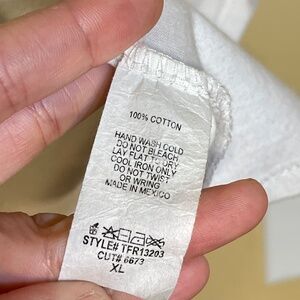 100% COTTON
HAND WASH COLD
DO NOT BLEACH
LAY FLAT TO DRY
COOL IRON ONLY
DO NOT TWIST
OR WRING
MADE IN MEXICO
STYLE# TFR13203
CUT# 6673
XL